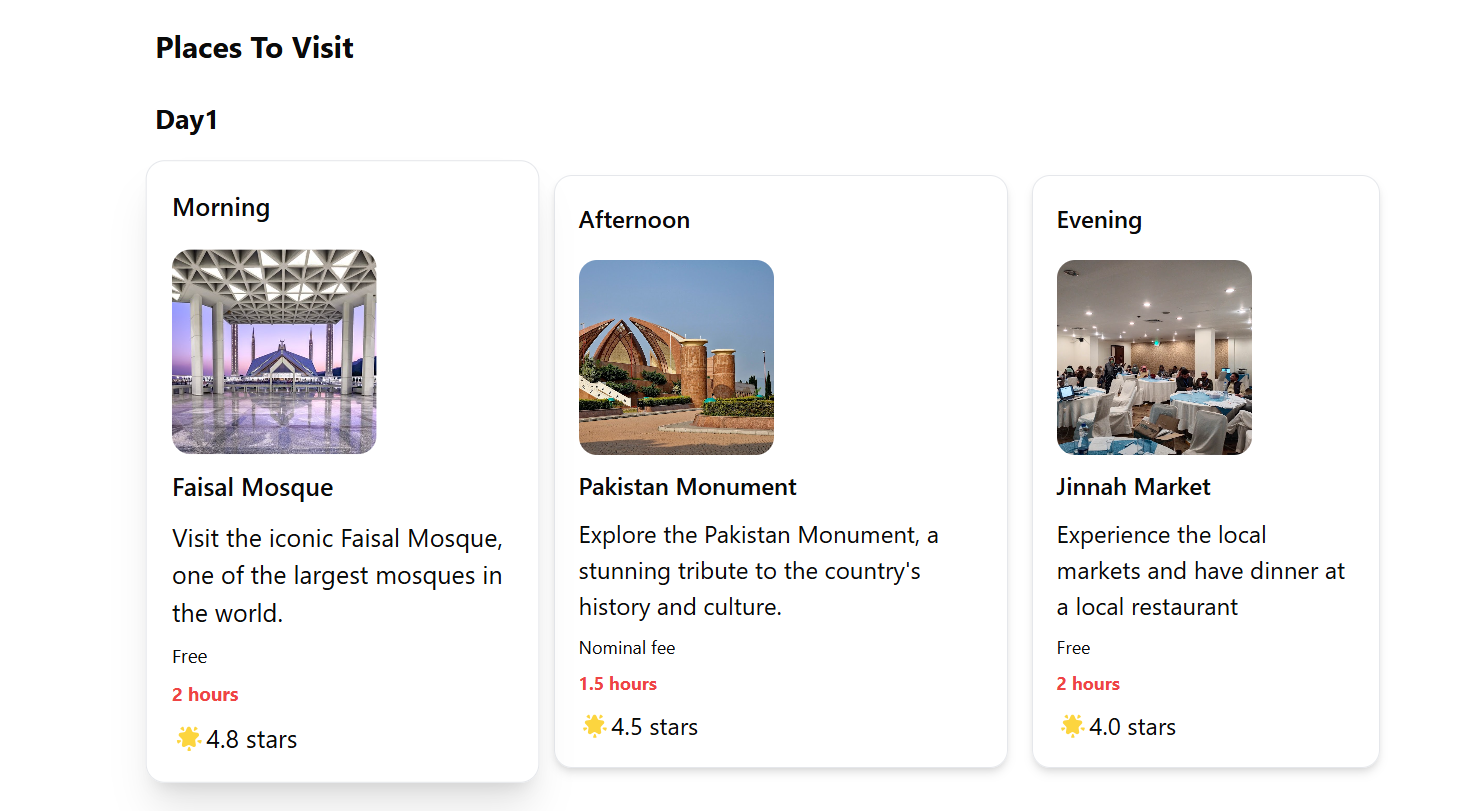 Places To Visit
Day1
Morning
Faisal Mosque
Visit the iconic Faisal Mosque,
one of the largest mosques in
the world.
Free
2 hours
🌟4.8 stars
Afternoon
Pakistan Monument
Explore the Pakistan Monument, a
stunning tribute to the country's
history and culture.
Nominal fee
1.5 hours
🌟4.5 stars
Evening
Jinnah Market
Experience the local
markets and have dinner at
a local restaurant
Free
2 hours
🌟4.0 stars